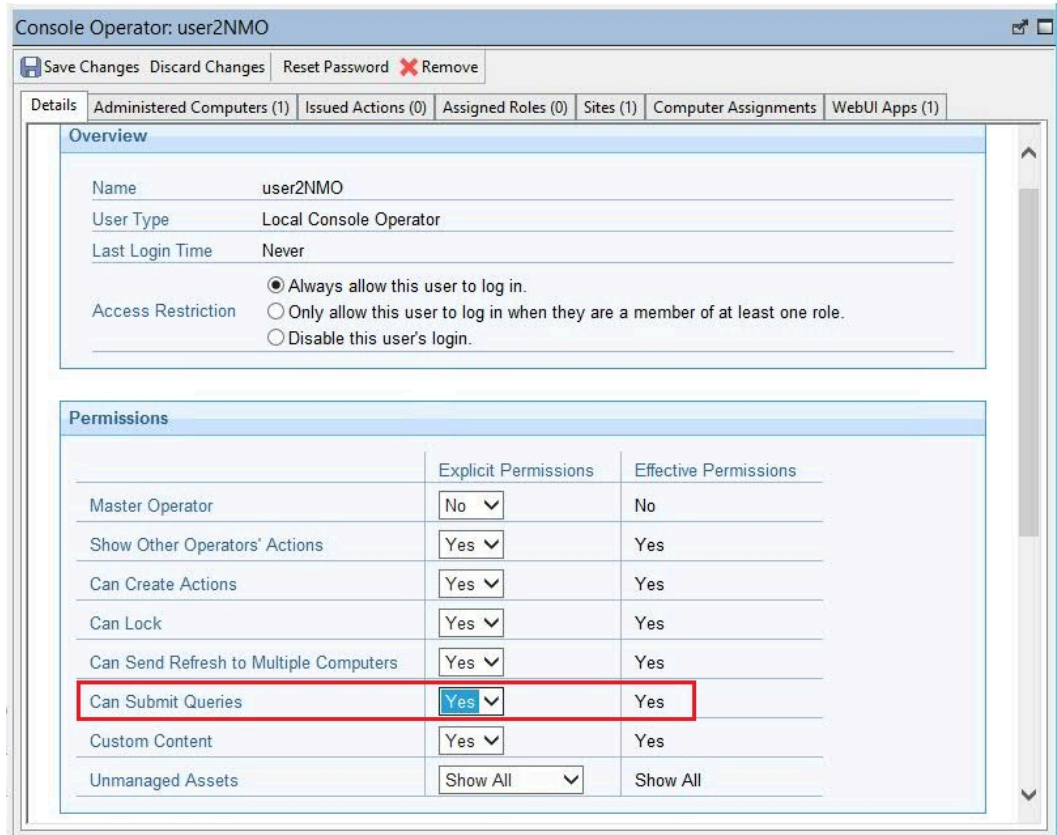 Console Operator: user2NMO
Save Changes Discard Changes Reset Password Remove
Details Administered Computers (1) Issued Actions (0) Assigned Roles (0) Sites (1) Computer Assignments WebUI Apps (1)
Overview
Name user2NMO
User Type Local Console Operator
Last Login Time Never
Always allow this user to log in.
Access Restriction Only allow this user to log in when they are a member of at least one role.
Disable this user's login.
Permissions
Explicit Permissions Effective Permissions
Master Operator No No
Show Other Operators' Actions Yes Yes
Can Create Actions Yes Yes
Can Lock Yes Yes
Can Send Refresh to Multiple Computers Yes Yes
Can Submit Queries Yes Yes
Custom Content Yes Yes
Unmanaged Assets Show All Show All